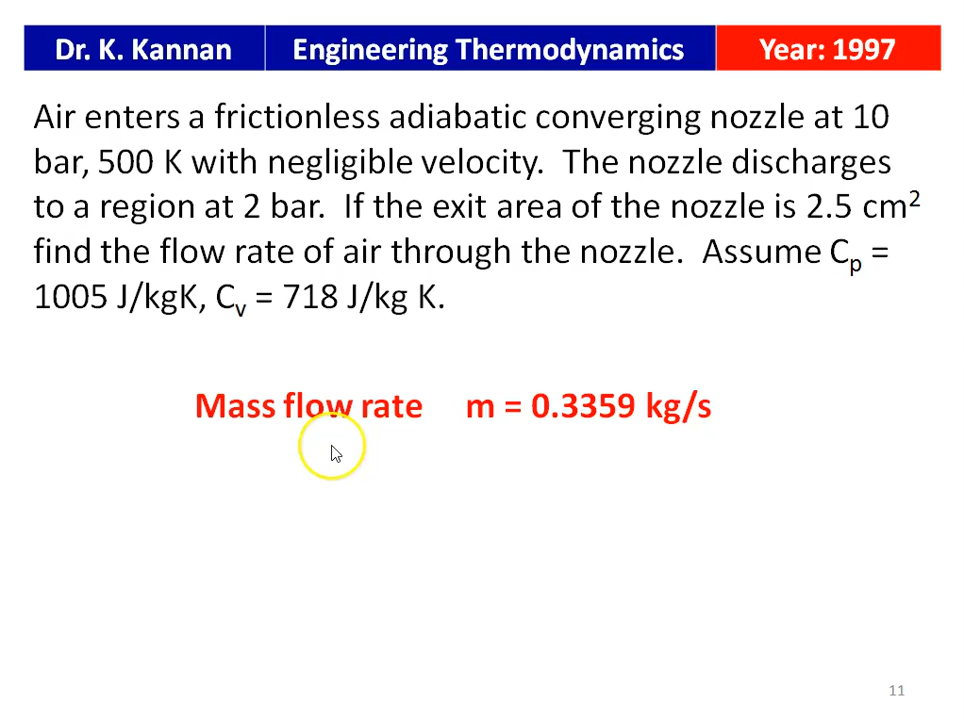 Dr. K. Kannan Engineering Thermodynamics Year: 1997
Air enters a frictionless adiabatic converging nozzle at 10
bar, 500 K with negligible velocity.  The nozzle discharges
to a region at 2 bar.  If the exit area of the nozzle is 2.5 cm²
find the flow rate of air through the nozzle.  Assume Cₚ =
1005 J/kgK, Cᵥ = 718 J/kg K.
Mass flow rate m = 0.3359 kg/s
11